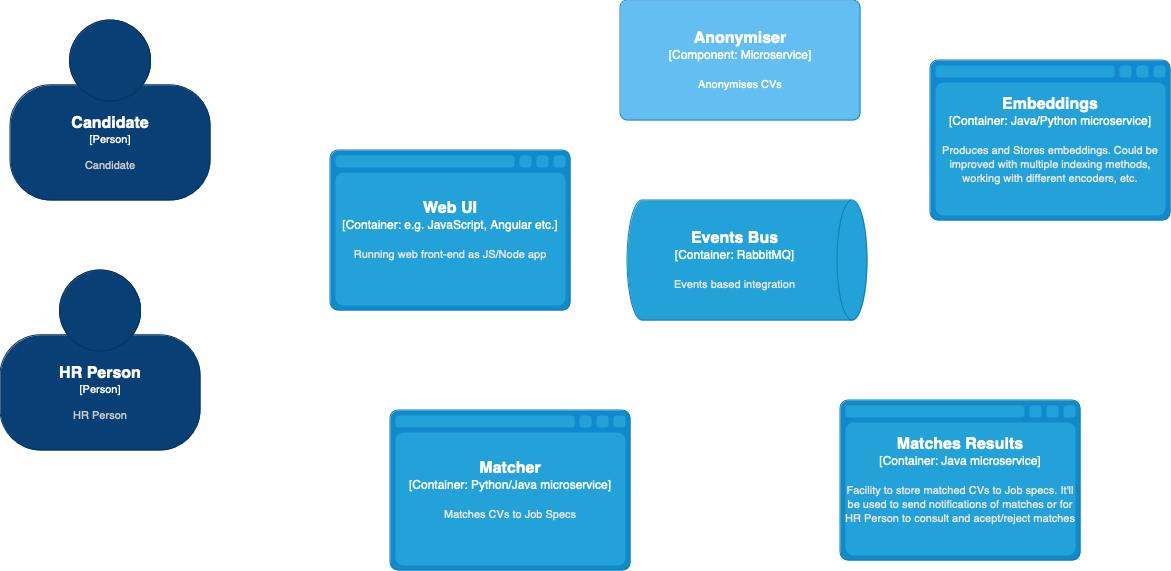 Candidate
[Person]
Candidate
HR Person
[Person]
HR Person
Web UI
[Container: e.g. JavaScript, Angular etc.]
Running web front-end as JS/Node app
Anonymiser
[Component: Microservice]
Anonymises CVs
Events Bus
[Container: RabbitMQ]
Events based integration
Embeddings
[Container: Java/Python microservice]
Produces and Stores embeddings. Could be
improved with multiple indexing methods,
working with different encoders, etc.
Matcher
[Container: Python/Java microservice]
Matches CVs to Job Specs
Matches Results
[Container: Java microservice]
Facility to store matched CVs to Job specs. It'll
be used to send notifications of matches or for
HR Person to consult and acept/reject matches